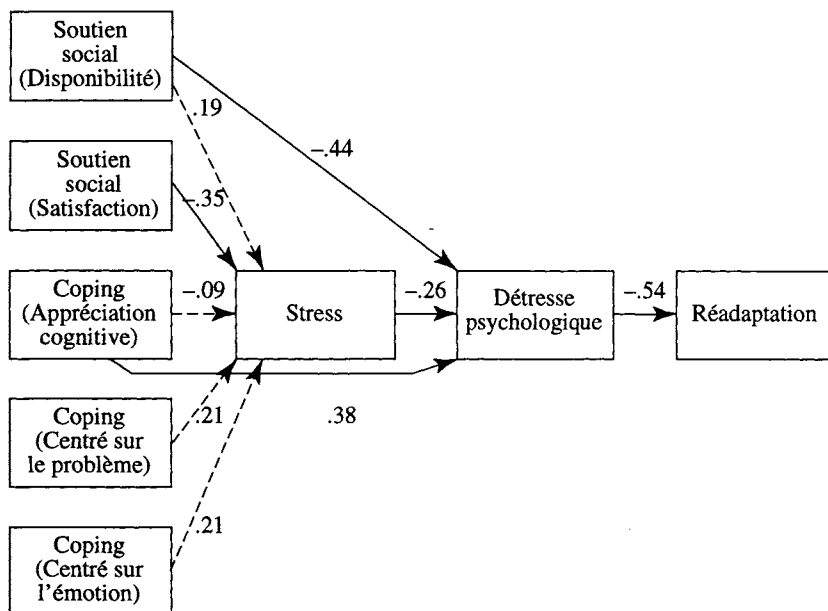 Soutien
social
(Disponibilité)
.19
–.44
Soutien
social
(Satisfaction)
–.35
Coping
(Appréciation
cognitive)
–.09
Stress
–.26
Détresse
psychologique
–.54
Réadaptation
.38
Coping
(Centré sur
le problème)
.21
Coping
(Centré sur
l'émotion)
.21